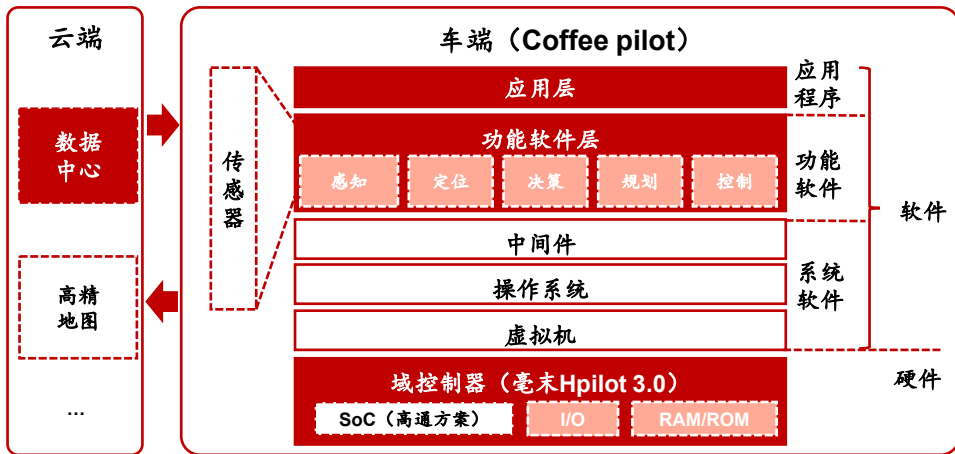 云端
数据
中心
高精
地图
...
车端（Coffee pilot）
传
感
器
应用层
功能软件层
感知
定位
决策
规划
控制
中间件
操作系统
虚拟机
域控制器（毫末Hpilot 3.0）
SoC（高通方案）
I/O
RAM/ROM
应用
程序
功能
软件
系统
软件
软件
硬件